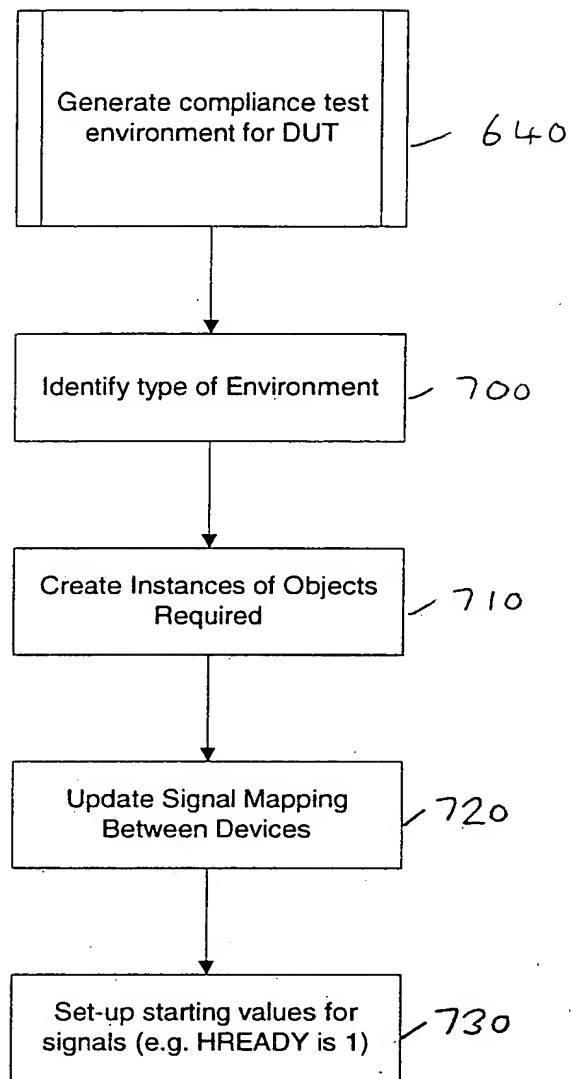 Generate compliance test
environment for DUT
640
Identify type of Environment
700
Create Instances of Objects
Required
710
Update Signal Mapping
Between Devices
720
Set-up starting values for
signals (e.g. HREADY is 1)
730